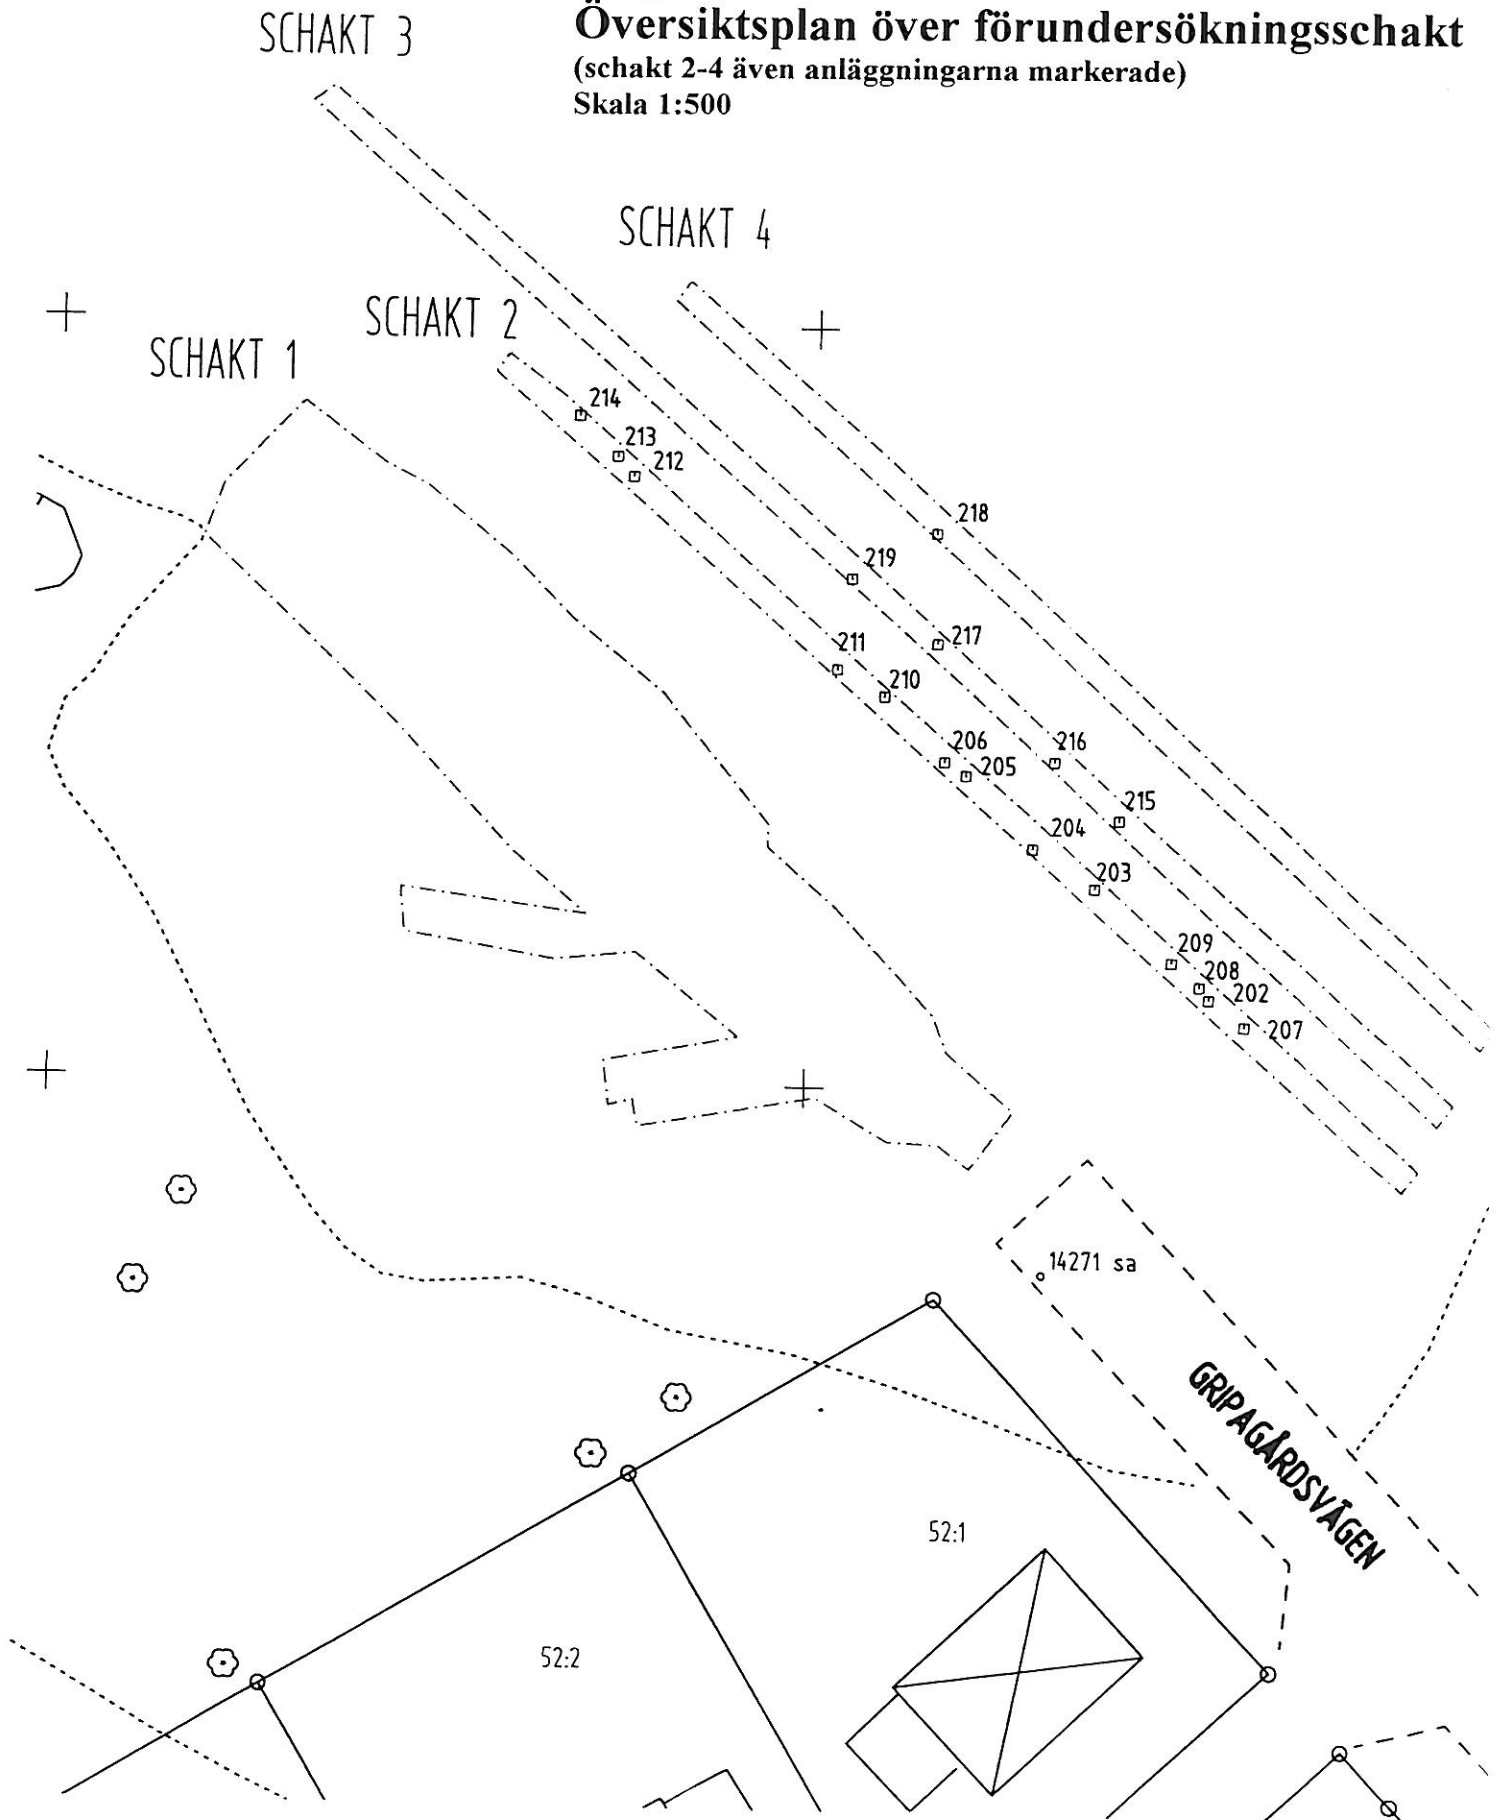 Översiktsplan över förundersökningsschakt
(schakt 2-4 även anläggningarna markerade)
Skala 1:500
SCHAKT 3
SCHAKT 4
SCHAKT 2
SCHAKT 1
214
213
212
218
219
217
211
210
206
205
216
215
204
203
209
208
202
207
14271 sa
GRIPAGÅRDSVÄGEN
52:1
52:2